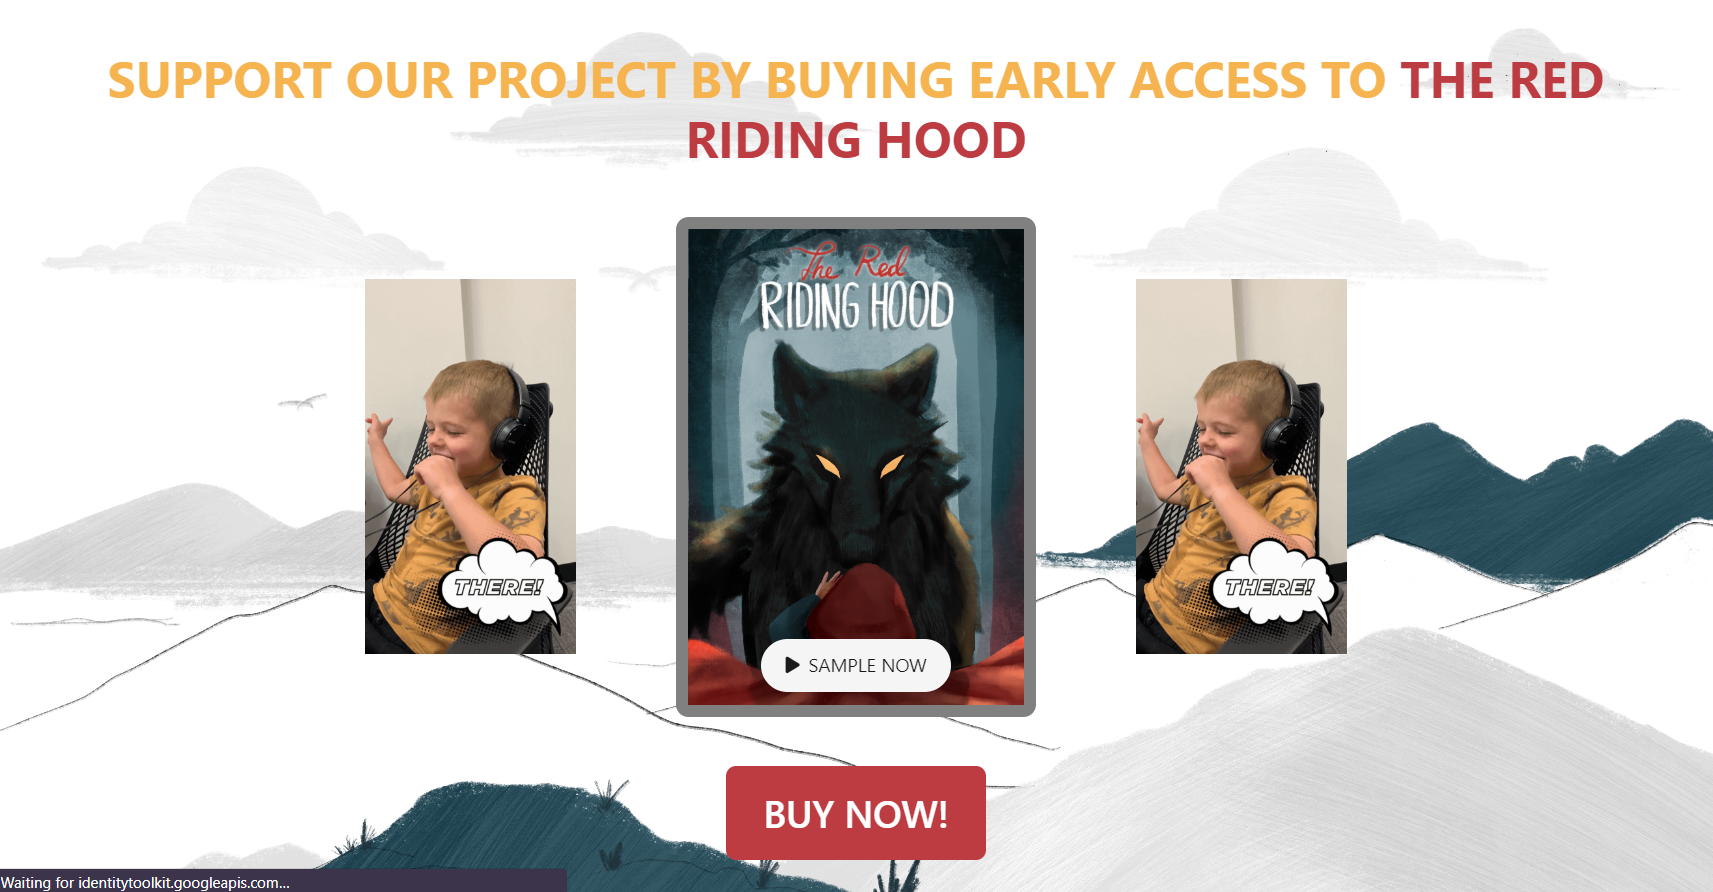 SUPPORT OUR PROJECT BY BUYING EARLY ACCESS TO THE RED
RIDING HOOD
The Red
RIDING HOOD
THERE!
THERE!
SAMPLE NOW
BUY NOW!
Waiting for identitytoolkit.googleapis.com...